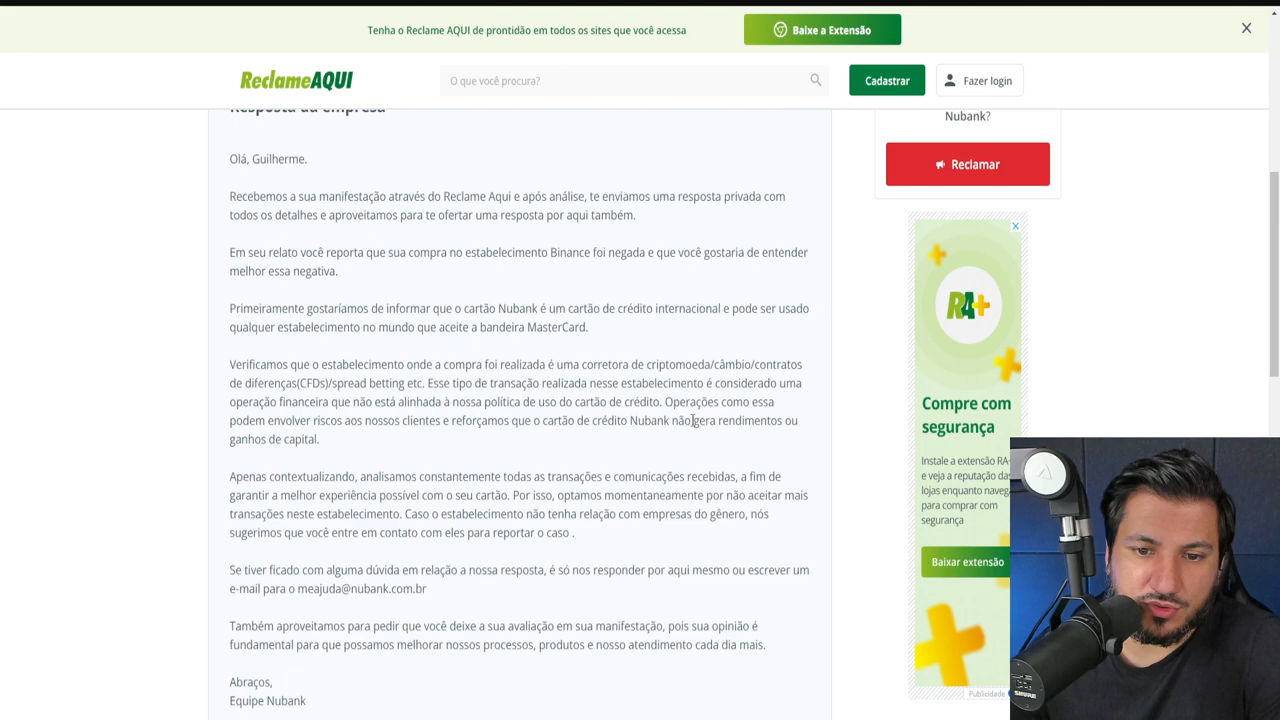 Tenha o Reclame AQUI de prontidão em todos os sites que você acessa
Baixe a Extensão
ReclameAQUI
O que você procura?
Cadastrar
Fazer login
Resposta da empresa
Olá, Guilherme.
Recebemos a sua manifestação através do Reclame Aqui e após análise, te enviamos uma resposta privada com
todos os detalhes e aproveitamos para te ofertar uma resposta por aqui também.
Em seu relato você reporta que sua compra no estabelecimento Binance foi negada e que você gostaria de entender
melhor essa negativa.
Primeiramente gostaríamos de informar que o cartão Nubank é um cartão de crédito internacional e pode ser usado
qualquer estabelecimento no mundo que aceite a bandeira MasterCard.
Verificamos que o estabelecimento onde a compra foi realizada é uma corretora de criptomoeda/câmbio/contratos
de diferenças(CFDs)/spread betting etc. Esse tipo de transação realizada nesse estabelecimento é considerado uma
operação financeira que não está alinhada à nossa política de uso do cartão de crédito. Operações como essa
podem envolver riscos aos nossos clientes e reforçamos que o cartão de crédito Nubank não gera rendimentos ou
ganhos de capital.
Apenas contextualizando, analisamos constantemente todas as transações e comunicações recebidas, a fim de
garantir a melhor experiência possível com o seu cartão. Por isso, optamos momentaneamente por não aceitar mais
transações neste estabelecimento. Caso o estabelecimento não tenha relação com empresas do gênero, nós
sugerimos que você entre em contato com eles para reportar o caso .
Se tiver ficado com alguma dúvida em relação a nossa resposta, é só nos responder por aqui mesmo ou escrever um
e-mail para o meajuda@nubank.com.br
Também aproveitamos para pedir que você deixe a sua avaliação em sua manifestação, pois sua opinião é
fundamental para que possamos melhorar nossos processos, produtos e nosso atendimento cada dia mais.
Abraços,
Equipe Nubank
Nubank?
Reclamar
RA+
Compre com
segurança
Instale a extensão RA
e veja a reputação das
lojas enquanto naveg
para comprar com
segurança
Baixar extensão
Publicidade
SHURE